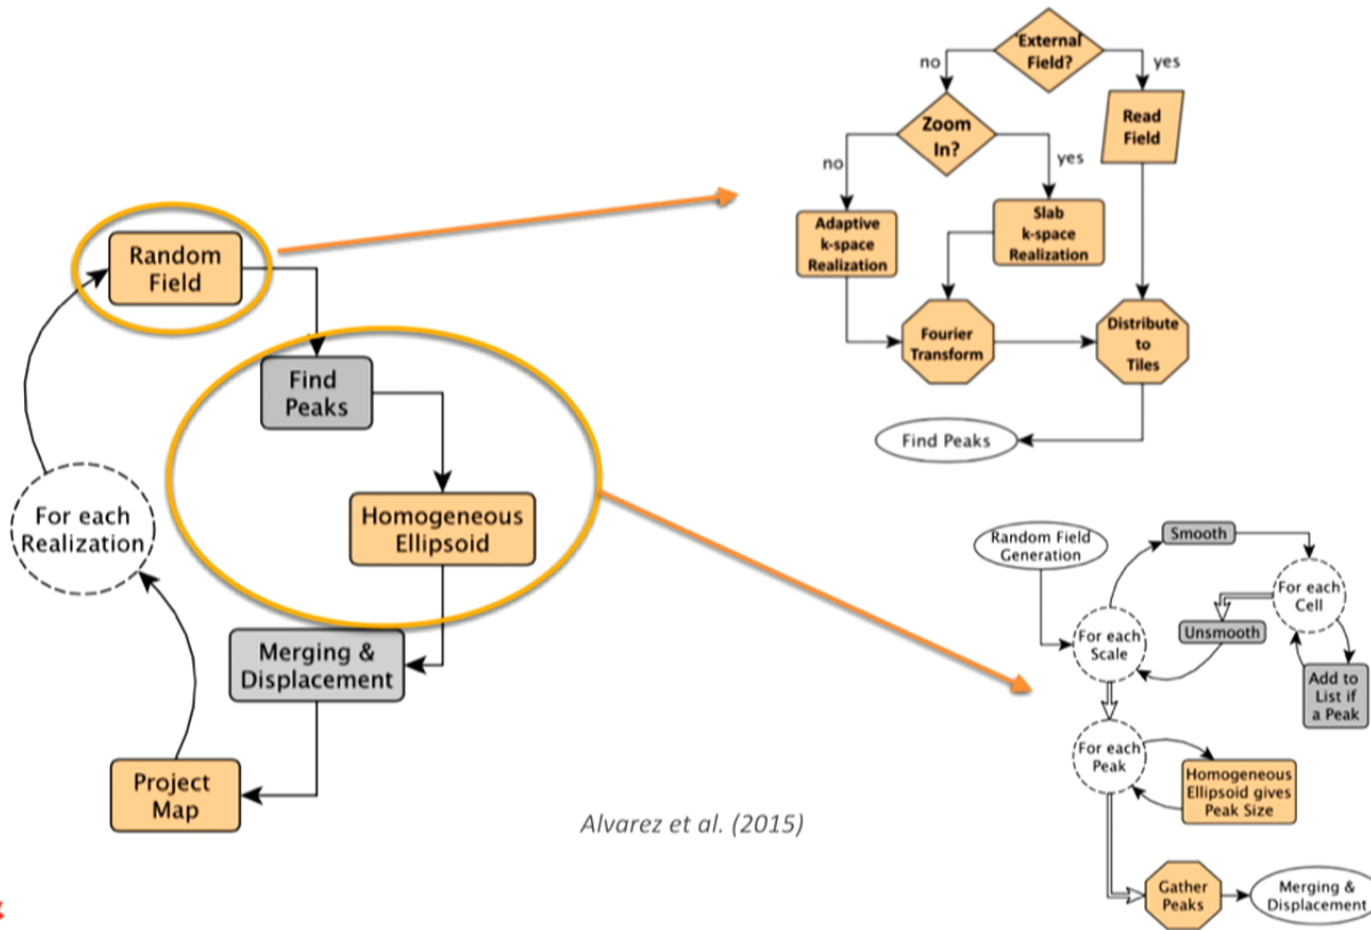 Random
Field
Find
Peaks
Homogeneous
Ellipsoid
For each
Realization
Merging &
Displacement
Project
Map
Alvarez et al. (2015)
External
Field?
no
yes
Zoom
In?
Read
Field
no
yes
Adaptive
k-space
Realization
Slab
k-space
Realization
Fourier
Transform
Distribute
to
Tiles
Find Peaks
Random Field
Generation
Smooth
For each
Cell
Unsmooth
For each
Scale
Add to
List if
a Peak
For each
Peak
Homogeneous
Ellipsoid gives
Peak Size
Gather
Peaks
Merging &
Displacement